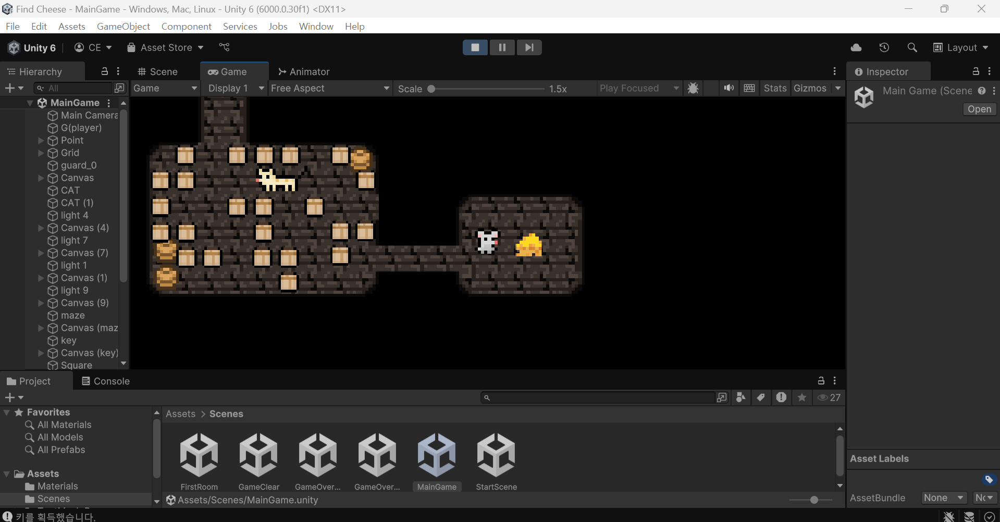 Find Cheese - MainGame - Windows, Mac, Linux - Unity 6 (6000.0.30f1) <DX11>
File Edit Assets GameObject Component Services Jobs Window Help
Unity 6 CE Asset Store Layout
Hierarchy Scene Game Animator Inspector
All Game Display 1 Free Aspect Scale 1.5x Play Focused Stats Gizmos
Main Game (Scene
Open
MainGame
Main Camera
G(player)
Point
Grid
guard_0
Canvas
CAT
CAT (1)
light 4
Canvas (4)
light 7
Canvas (7)
light 1
Canvas (1)
light 9
Canvas (9)
maze
Canvas (maz
key
Canvas (key)
Square
Project Console
27
Favorites
All Materials
All Models
All Prefabs
Assets
Materials
Scenes
Assets > Scenes
FirstRoom GameClear GameOver... GameOver... MainGame StartScene
Assets/Scenes/MainGame.unity
Asset Labels
AssetBundle None
키를 획득했습니다.